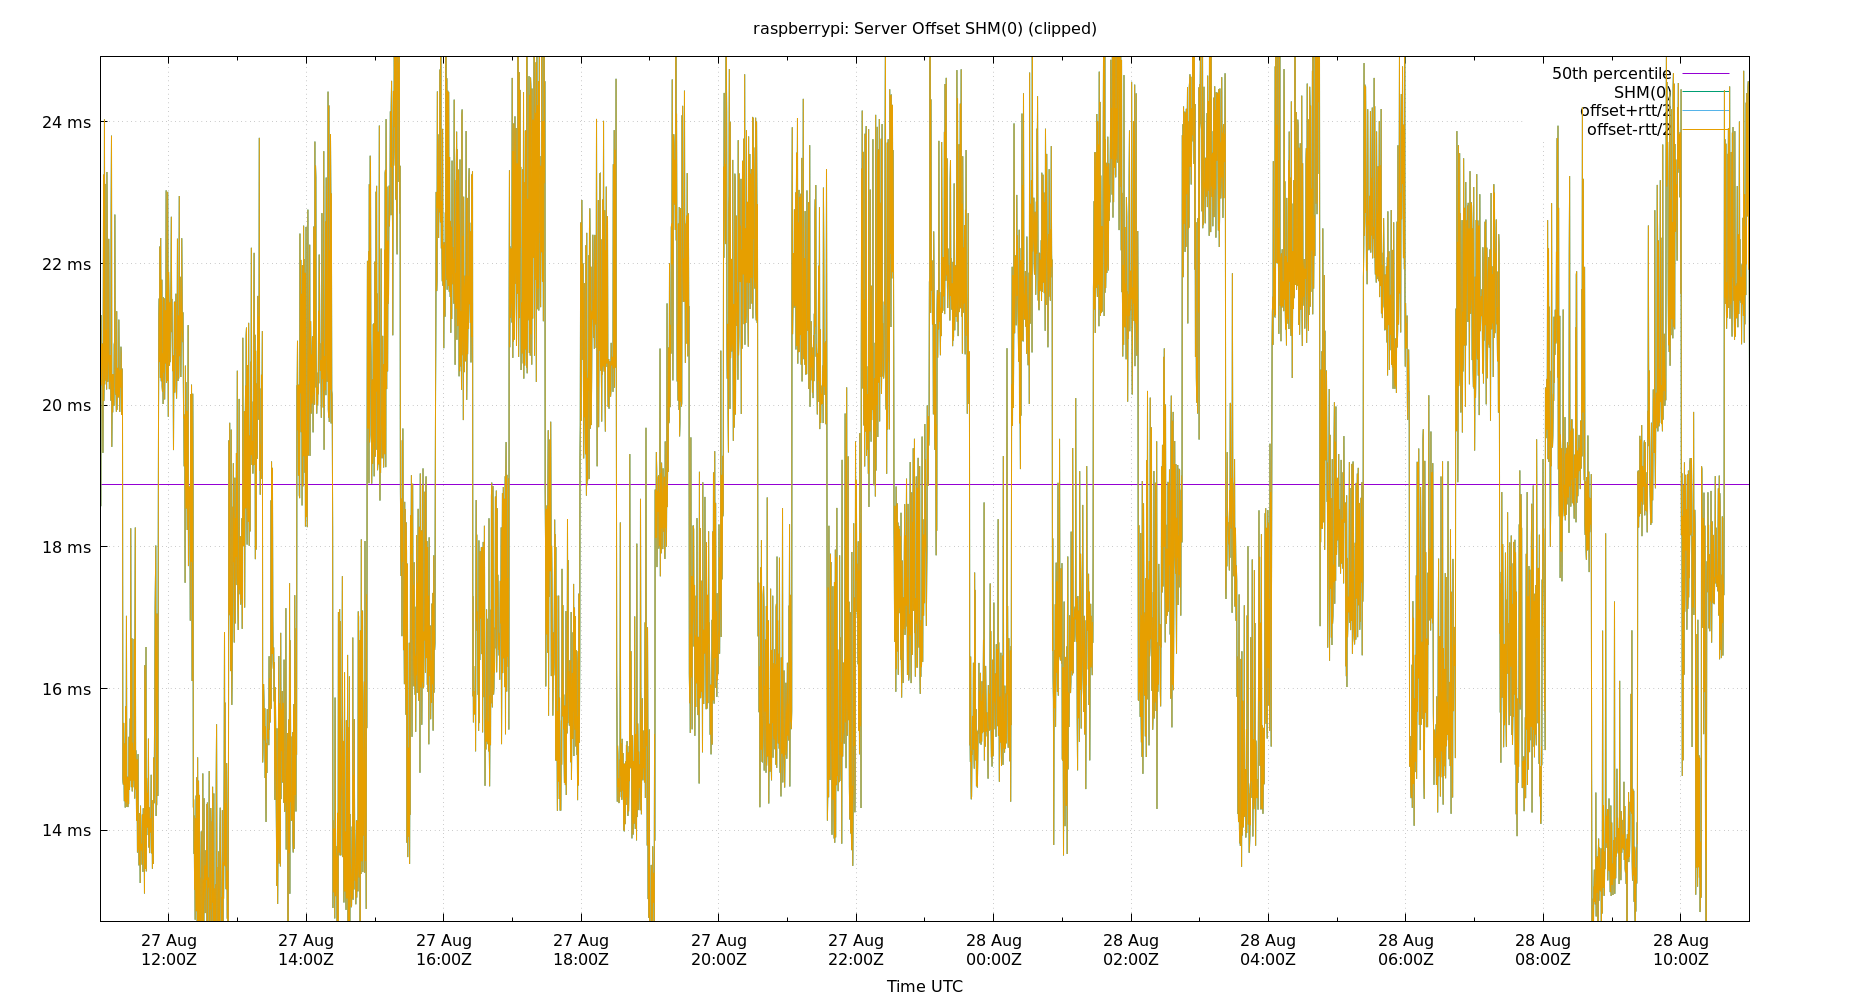 raspberrypi: Server Offset SHM(0) (clipped)
50th percentile
SHM(0)
offset+rtt/2
offset-rtt/2
24 ms
22 ms
20 ms
18 ms
16 ms
14 ms
27 Aug 27 Aug 27 Aug 27 Aug 27 Aug 27 Aug 28 Aug 28 Aug 28 Aug 28 Aug 28 Aug 28 Aug
12:00Z 14:00Z 16:00Z 18:00Z 20:00Z 22:00Z 00:00Z 02:00Z 04:00Z 06:00Z 08:00Z 10:00Z
Time UTC